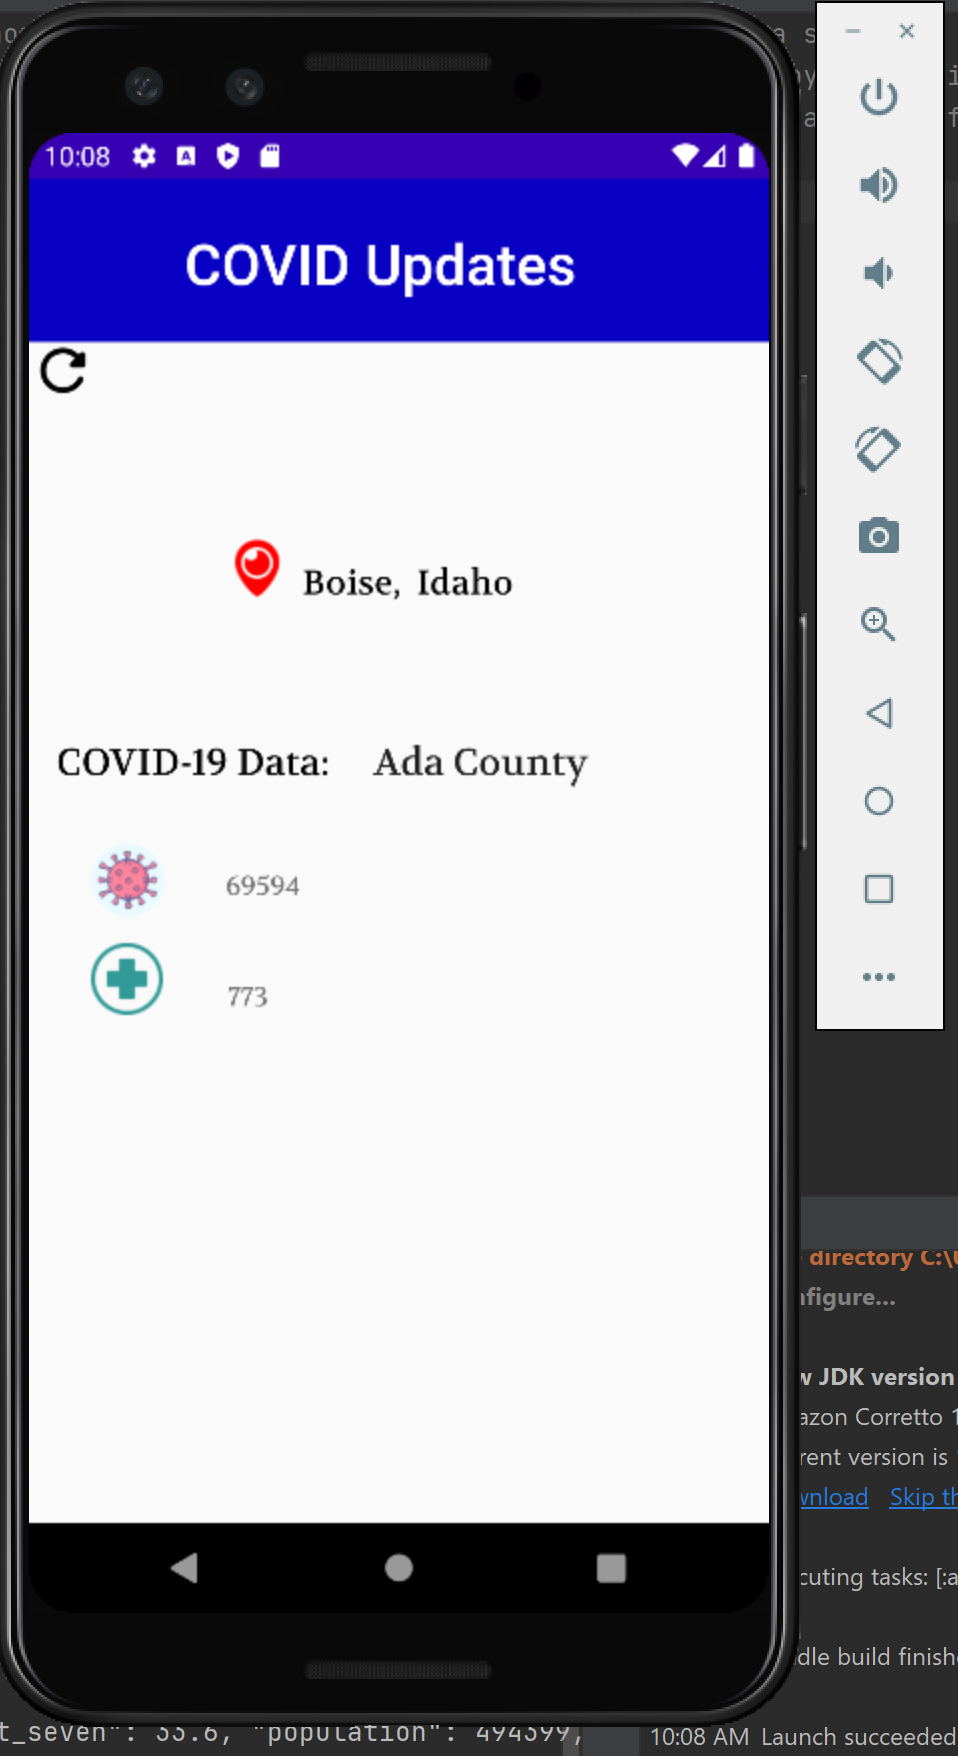 10:08
COVID Updates
Boise, Idaho
COVID-19 Data: Ada County
69594
773
directory C:\
nfigure...
w JDK version
azon Corretto 1
rent version is
wnload Skip th
cuting tasks: [:a
dle build finish
t_seven": 33.6, "population": 494399,
10:08 AM Launch succeeded